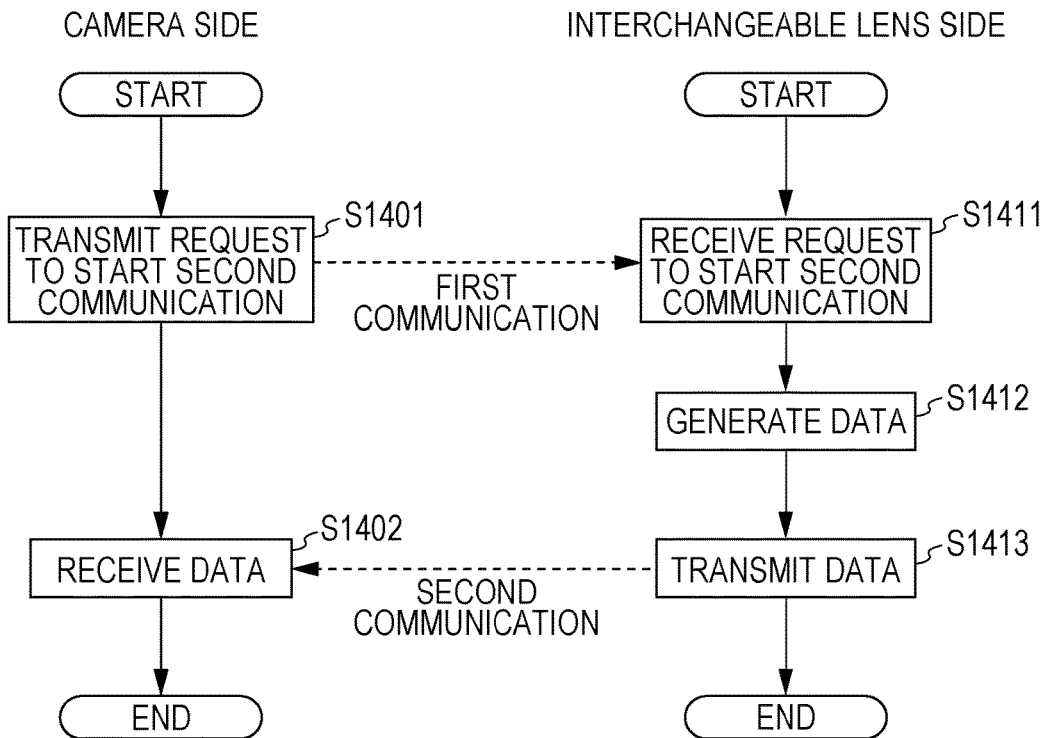 CAMERA SIDE
INTERCHANGEABLE LENS SIDE
START
START
S1401
TRANSMIT REQUEST
TO START SECOND
COMMUNICATION
FIRST
COMMUNICATION
S1411
RECEIVE REQUEST
TO START SECOND
COMMUNICATION
S1412
GENERATE DATA
S1402
RECEIVE DATA
SECOND
COMMUNICATION
S1413
TRANSMIT DATA
END
END